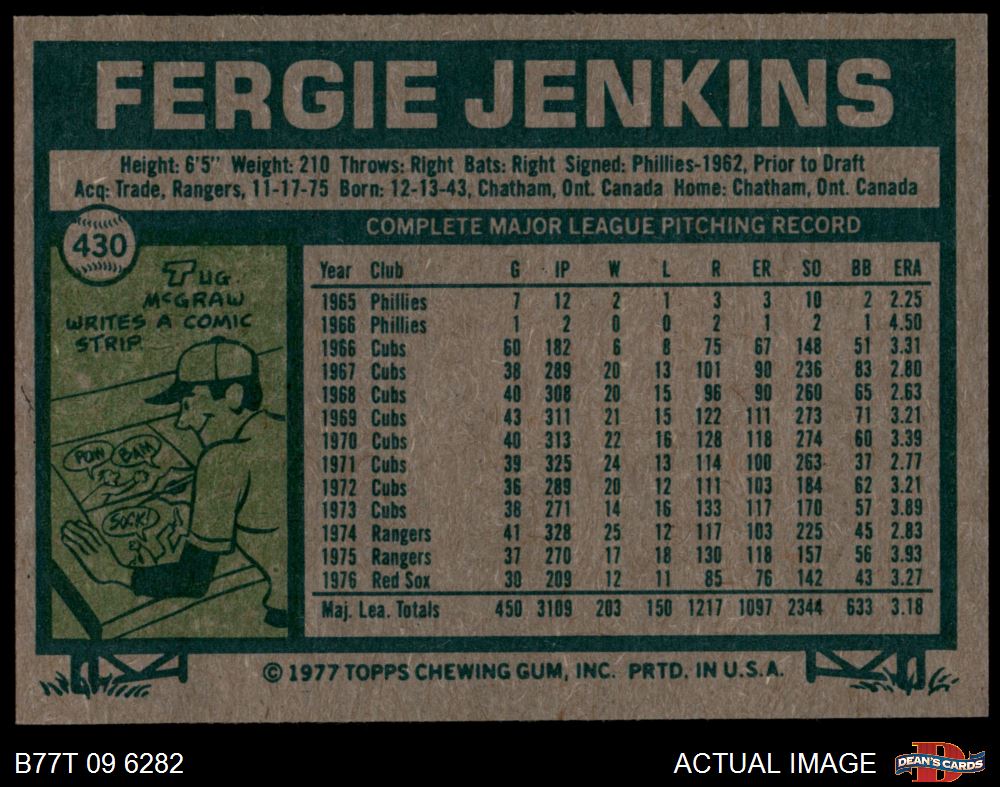 FERGIE JENKINS
Height: 6'5" Weight: 210 Throws: Right Bats: Right Signed: Phillies-1962, Prior to Draft
Acq: Trade, Rangers, 11-17-75 Born: 12-13-43, Chatham, Ont. Canada Home: Chatham, Ont. Canada
430
TUG
McGRAW
WRITES A COMIC
STRIP.
POW BAM
SOCK!
COMPLETE MAJOR LEAGUE PITCHING RECORD
Year Club G IP W L R ER SO BB ERA
1965 Phillies 7 12 2 1 3 3 10 2 2.25
1966 Phillies 1 2 0 0 2 1 2 1 4.50
1966 Cubs 60 182 6 8 75 67 148 51 3.31
1967 Cubs 38 289 20 13 101 90 236 83 2.80
1968 Cubs 40 308 20 15 96 90 260 65 2.63
1969 Cubs 43 311 21 15 122 111 273 71 3.21
1970 Cubs 40 313 22 16 128 118 274 60 3.39
1971 Cubs 39 325 24 13 114 100 263 37 2.77
1972 Cubs 36 289 20 12 111 103 184 62 3.21
1973 Cubs 38 271 14 16 133 117 170 57 3.89
1974 Rangers 41 328 25 12 117 103 225 45 2.83
1975 Rangers 37 270 17 18 130 118 157 56 3.93
1976 Red Sox 30 209 12 11 85 76 142 43 3.27
Maj. Lea. Totals 450 3109 203 150 1217 1097 2344 633 3.18
© 1977 TOPPS CHEWING GUM, INC. PRTD. IN U.S.A.
B77T 09 6282
ACTUAL IMAGE
DEAN'S CARDS